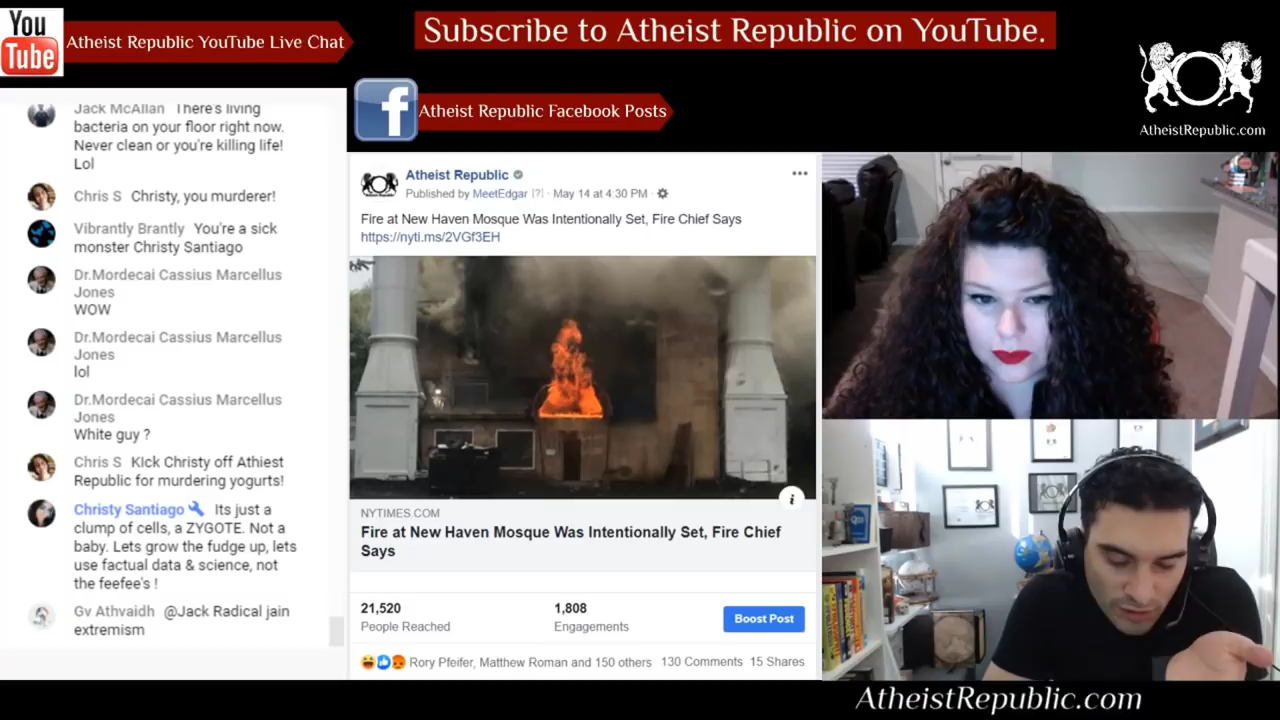 You
Tube
Atheist Republic YouTube Live Chat
Subscribe to Atheist Republic on YouTube.
AtheistRepublic.com
f
Atheist Republic Facebook Posts
Jack McAllan There's living
bacteria on your floor right now.
Never clean or you're killing life!
Lol
Chris S Christy, you murderer!
Vibrantly Brantly You're a sick
monster Christy Santiago
Dr.Mordecai Cassius Marcellus
Jones
WOW
Dr.Mordecai Cassius Marcellus
Jones
lol
Dr.Mordecai Cassius Marcellus
Jones
White guy ?
Chris S KIck Christy off Athiest
Republic for murdering yogurts!
Christy Santiago Its just a
clump of cells, a ZYGOTE. Not a
baby. Lets grow the fudge up, lets
use factual data & science, not
the feefee's !
Gv Athvaidh @Jack Radical jain
extremism
Atheist Republic
Published by MeetEdgar [?] · May 14 at 4:30 PM ·
Fire at New Haven Mosque Was Intentionally Set, Fire Chief Says
https://nyti.ms/2VGf3EH
i
NYTIMES.COM
Fire at New Haven Mosque Was Intentionally Set, Fire Chief
Says
21,520
People Reached
1,808
Engagements
Boost Post
Rory Pfeifer, Matthew Roman and 150 others 130 Comments 15 Shares
AtheistRepublic.com